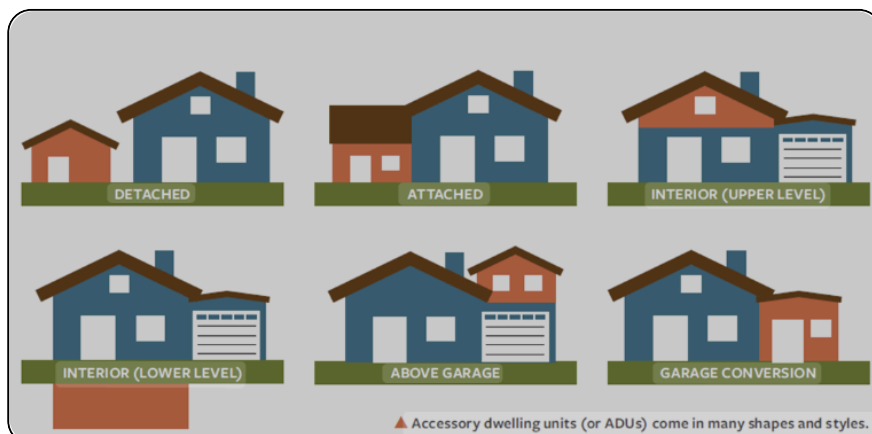 DETACHED
ATTACHED
INTERIOR (UPPER LEVEL)
INTERIOR (LOWER LEVEL)
ABOVE GARAGE
GARAGE CONVERSION
Accessory dwelling units (or ADUs) come in many shapes and styles.